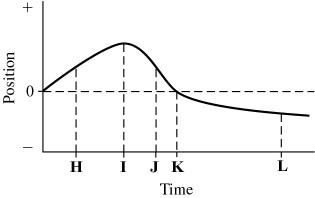 +
Position
0
−
H I J K L
Time